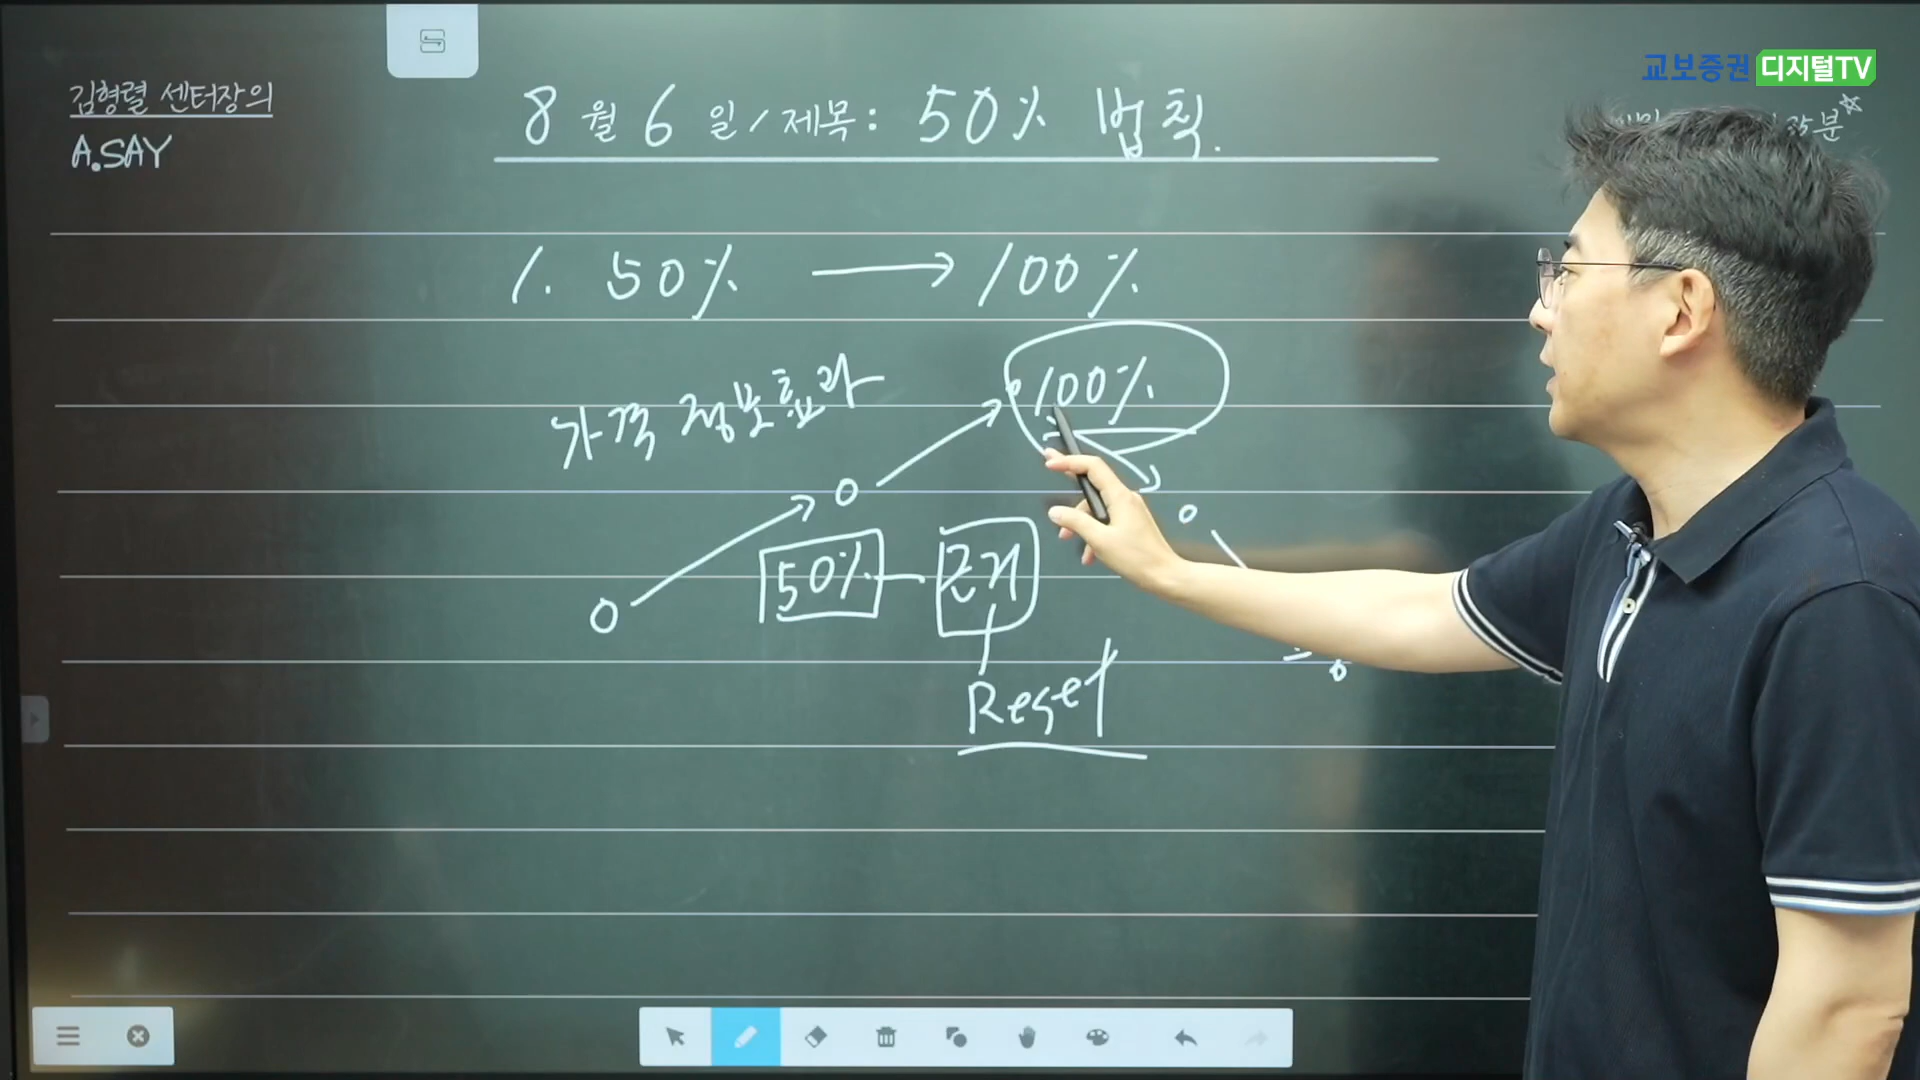 교보증권 디지털TV
김형렬 센터장의
A.SAY
8월 6일 / 제목: 50% 법칙.
1. 50% → 100%
가격 정보효과
100%
50% 근거
Reset